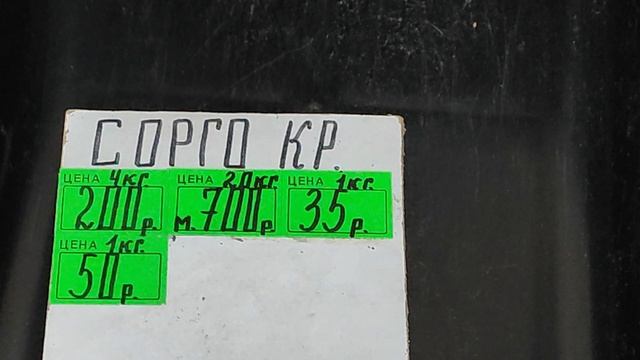 СОРГО КР.
ЦЕНА 4кг. ЦЕНА 20кг. ЦЕНА 1кг.
200р. м.700р 35р.
ЦЕНА 1кг.
50р.